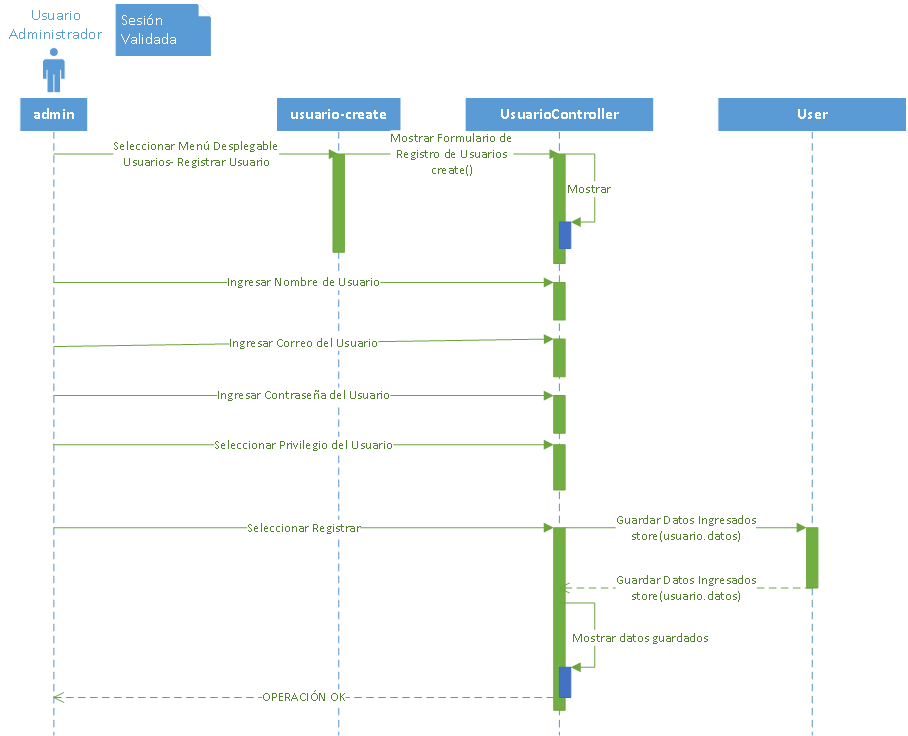 Usuario
Administrador
Sesión
Validada
admin
usuario-create
UsuarioController
User
Seleccionar Menú Desplegable
Usuarios- Registrar Usuario
Mostrar Formulario de
Registro de Usuarios
create()
Mostrar
Ingresar Nombre de Usuario
Ingresar Correo del Usuario
Ingresar Contraseña del Usuario
Seleccionar Privilegio del Usuario
Seleccionar Registrar
Guardar Datos Ingresados
store(usuario.datos)
Guardar Datos Ingresados
store(usuario.datos)
Mostrar datos guardados
OPERACIÓN OK